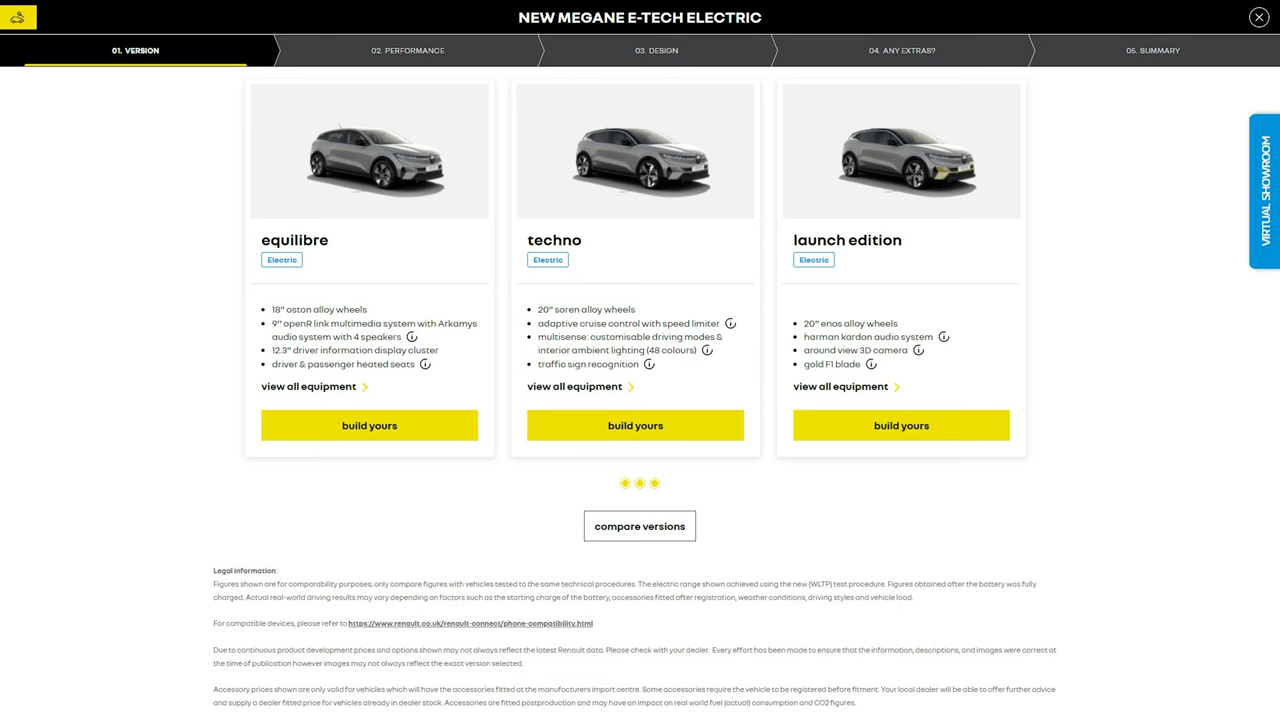 NEW MEGANE E-TECH ELECTRIC
01. VERSION
02. PERFORMANCE
03. DESIGN
04. ANY EXTRAS?
05. SUMMARY
VIRTUAL SHOWROOM
equilibre
Electric
18" oston alloy wheels
9'' openR link multimedia system with Arkamys
audio system with 4 speakers
12.3" driver information display cluster
driver & passenger heated seats
view all equipment
build yours
techno
Electric
20" soren alloy wheels
adaptive cruise control with speed limiter
multisense: customisable driving modes &
interior ambient lighting (48 colours)
traffic sign recognition
view all equipment
build yours
launch edition
Electric
20" enos alloy wheels
harman kardon audio system
around view 3D camera
gold F1 blade
view all equipment
build yours
compare versions
Legal information:
Figures shown are for comparability purposes; only compare figures with vehicles tested to the same technical procedures. The electric range shown achieved using the new (WLTP) test procedure. Figures obtained after the battery was fully
charged. Actual real-world driving results may vary depending on factors such as the starting charge of the battery, accessories fitted after registration, weather conditions, driving styles and vehicle load.
For compatible devices, please refer to https://www.renault.co.uk/renault-connect/phone-compatibility.html
Due to continuous product development prices and options shown may not always reflect the latest Renault data. Please check with your dealer. Every effort has been made to ensure that the information, descriptions, and images were correct at
the time of publication however images may not always reflect the exact version selected.
Accessory prices shown are only valid for vehicles which will have the accessories fitted at the manufacturers import centre. Some accessories require the vehicle to be registered before fitment. Your local dealer will be able to offer further advice
and supply a dealer fitted price for vehicles already in dealer stock. Accessories are fitted postproduction and may have an impact on real world fuel (actual) consumption and CO2 figures.